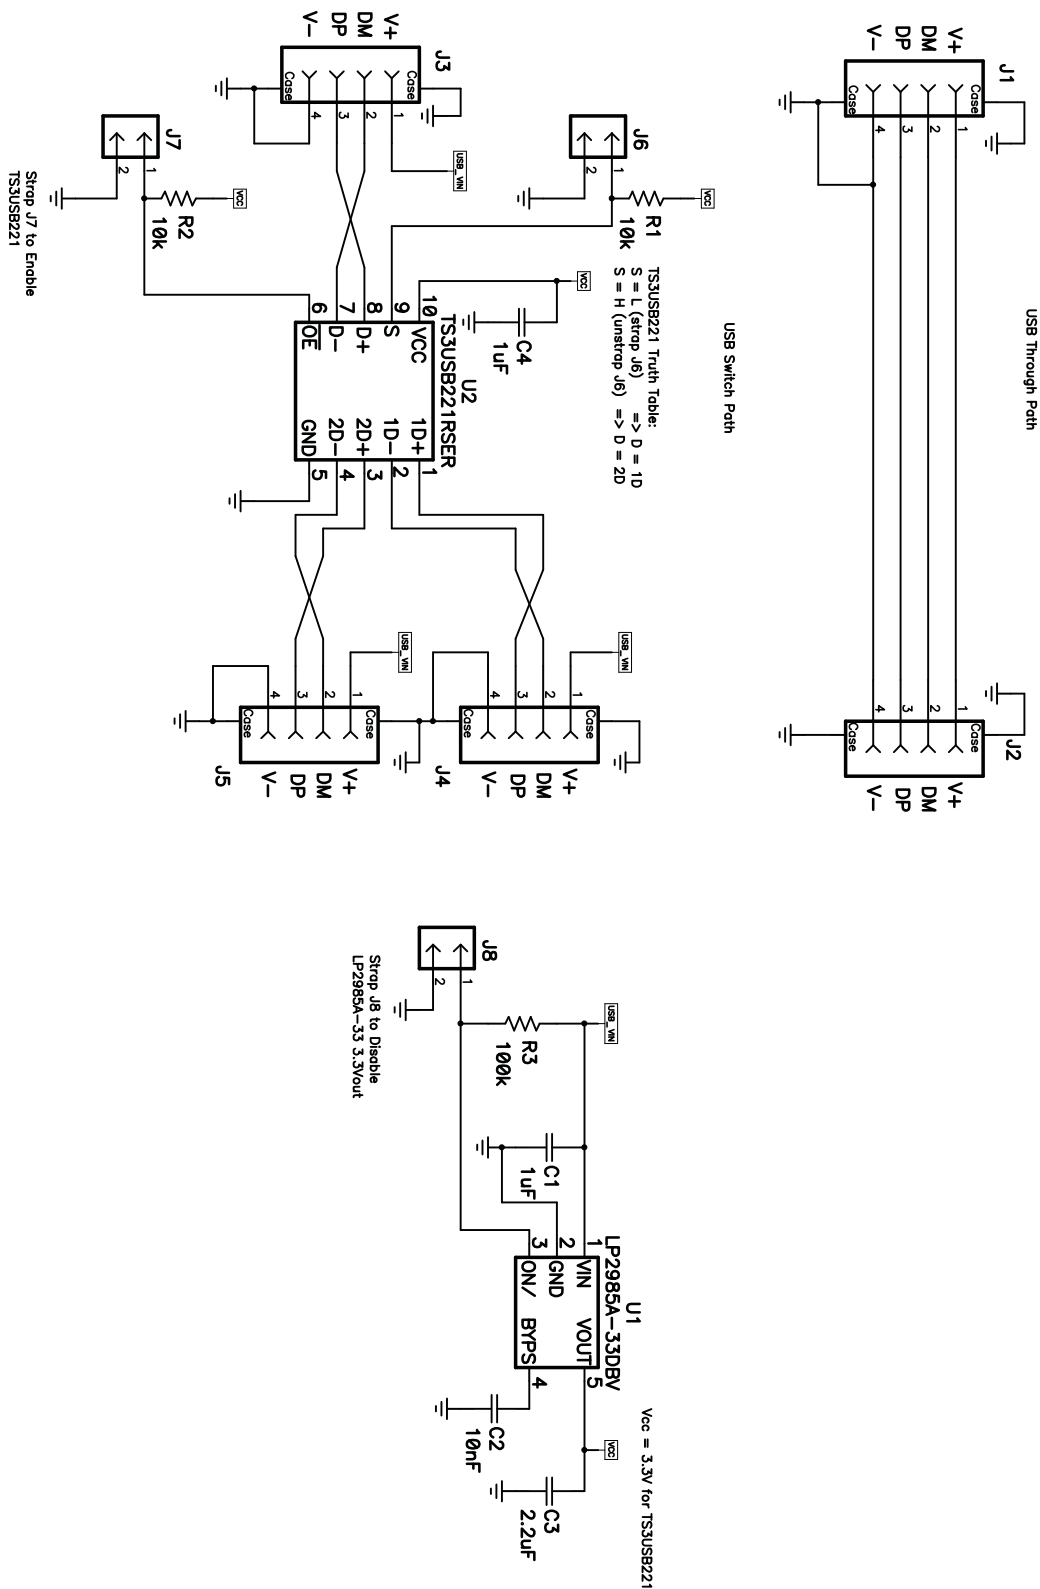 USB Through Path
J1
V+
DM
DP
V-
Case
1
2
3
4
Case
J2
Case
1
2
3
4
Case
V+
DM
DP
V-
USB Switch Path
TS3USB221 Truth Table:
S = L (strap J6) => D = 1D
S = H (unstrap J6) => D = 2D
J6
1
2
VCC
R1
10k
J3
V+
DM
DP
V-
Case
1
2
3
4
Case
USB_VIN
VCC
C4
1uF
U2
TS3USB221RSER
10
9
8
7
6
VCC
S
D+
D-
OE
1D+
1D-
2D+
2D-
GND
1
2
3
4
5
J7
1
2
VCC
R2
10k
Strap J7 to Enable
TS3USB221
USB_VIN
Case
1
2
3
4
Case
V+
DM
DP
V-
J4
USB_VIN
Case
1
2
3
4
Case
V+
DM
DP
V-
J5
J8
1
2
Strap J8 to Disable
LP2985A-33 3.3Vout
USB_VIN
R3
100k
C1
1uF
U1
LP2985A-33DBV
1
2
3
VIN
GND
ON/
VOUT
BYPS
5
4
C2
10nF
VCC
C3
2.2uF
Vcc = 3.3V for TS3USB221